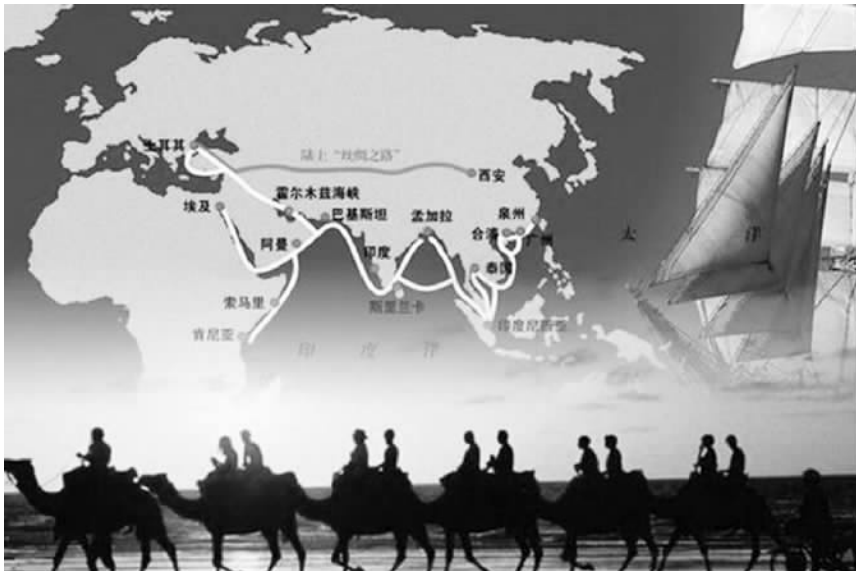 土耳其
陆上“丝绸之路”
西安
埃及
霍尔木兹海峡
巴基斯坦
孟加拉
泉州
阿曼
印度
合浦
广州
太 洋
泰国
索马里
斯里兰卡
肯尼亚
印度尼西亚
印 度 洋